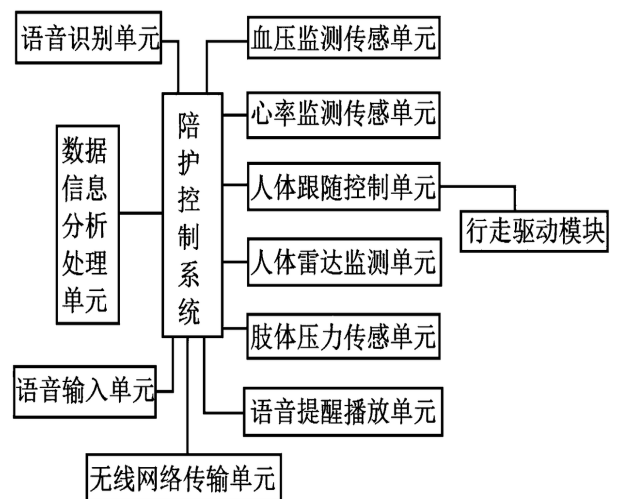 语音识别单元
血压监测传感单元
心率监测传感单元
陪护控制系统
数据
信息
分析
处理
单元
人体跟随控制单元
行走驱动模块
人体雷达监测单元
肢体压力传感单元
语音输入单元
语音提醒播放单元
无线网络传输单元